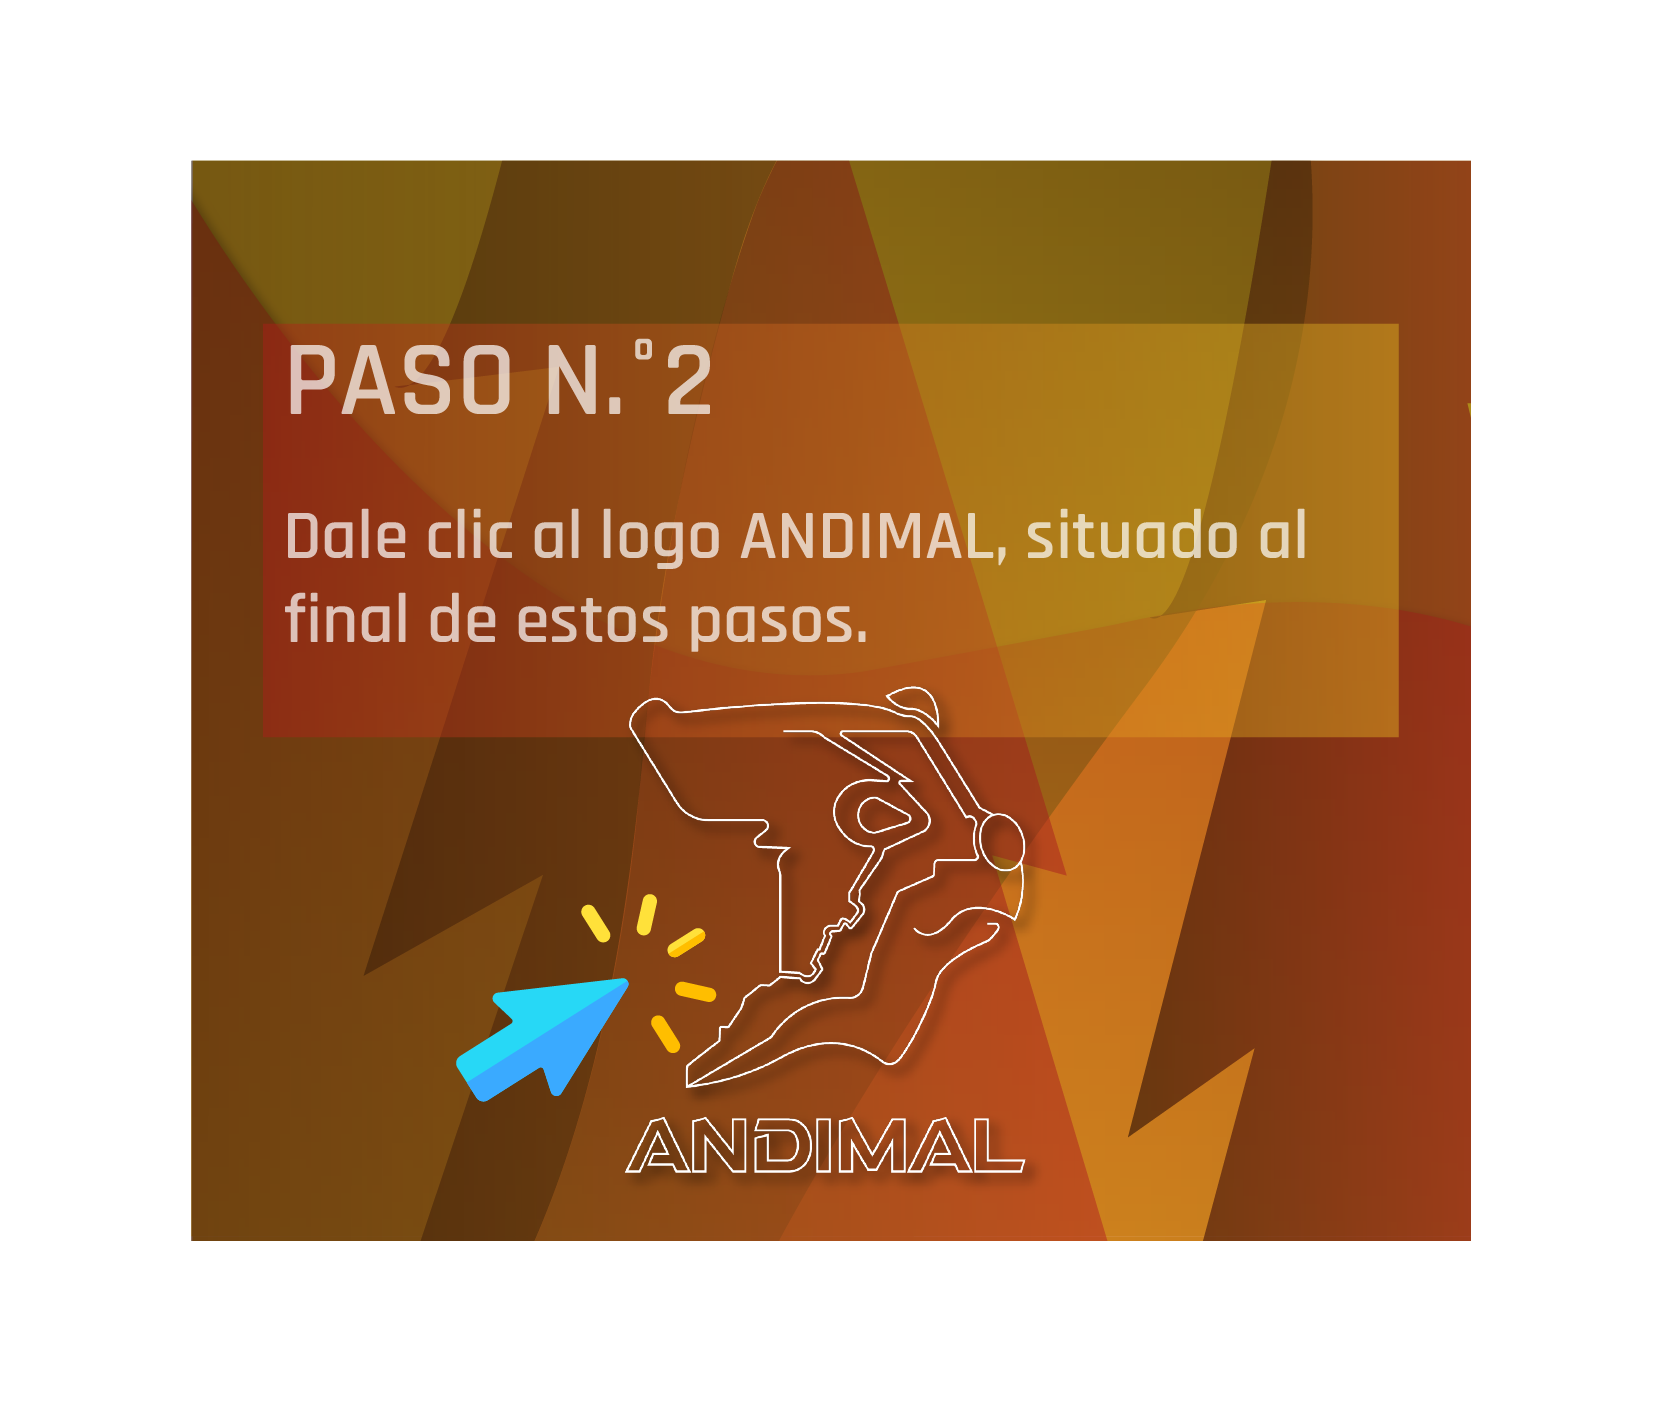 PASO N.°2
Dale clic al logo ANDIMAL, situado al
final de estos pasos.
ANDIMAL